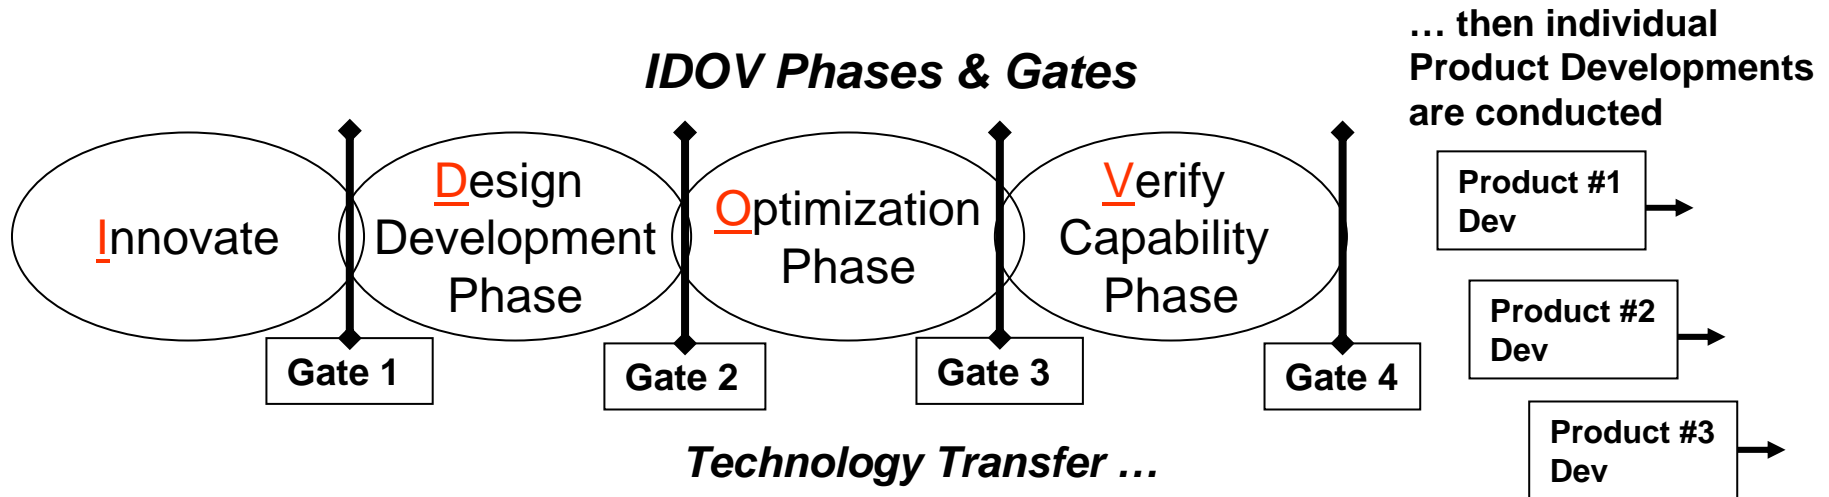 … then individual
Product Developments
are conducted
IDOV Phases & Gates
Innovate
Design
Development
Phase
Optimization
Phase
Verify
Capability
Phase
Gate 1
Gate 2
Gate 3
Gate 4
Product #1
Dev
Product #2
Dev
Product #3
Dev
Technology Transfer …